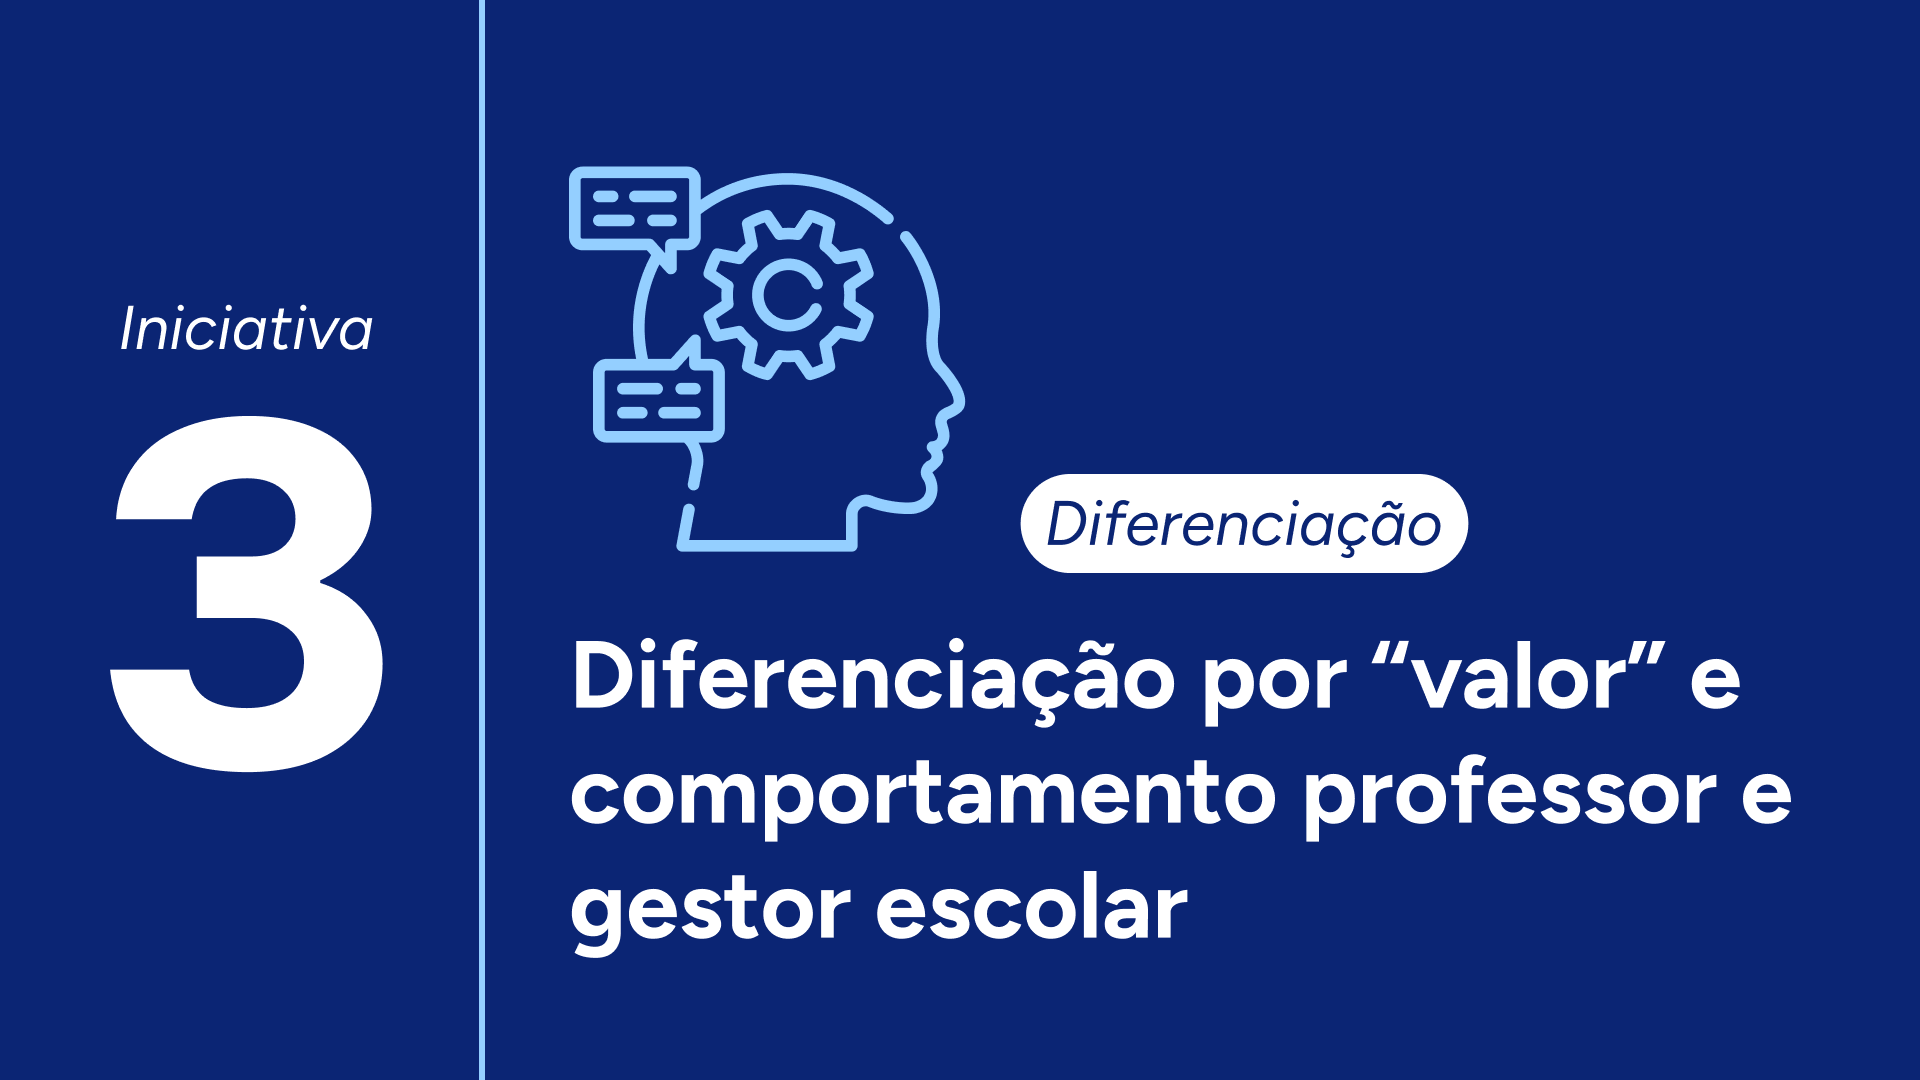 Iniciativa
3
Diferenciação
Diferenciação por “valor” e
comportamento professor e
gestor escolar